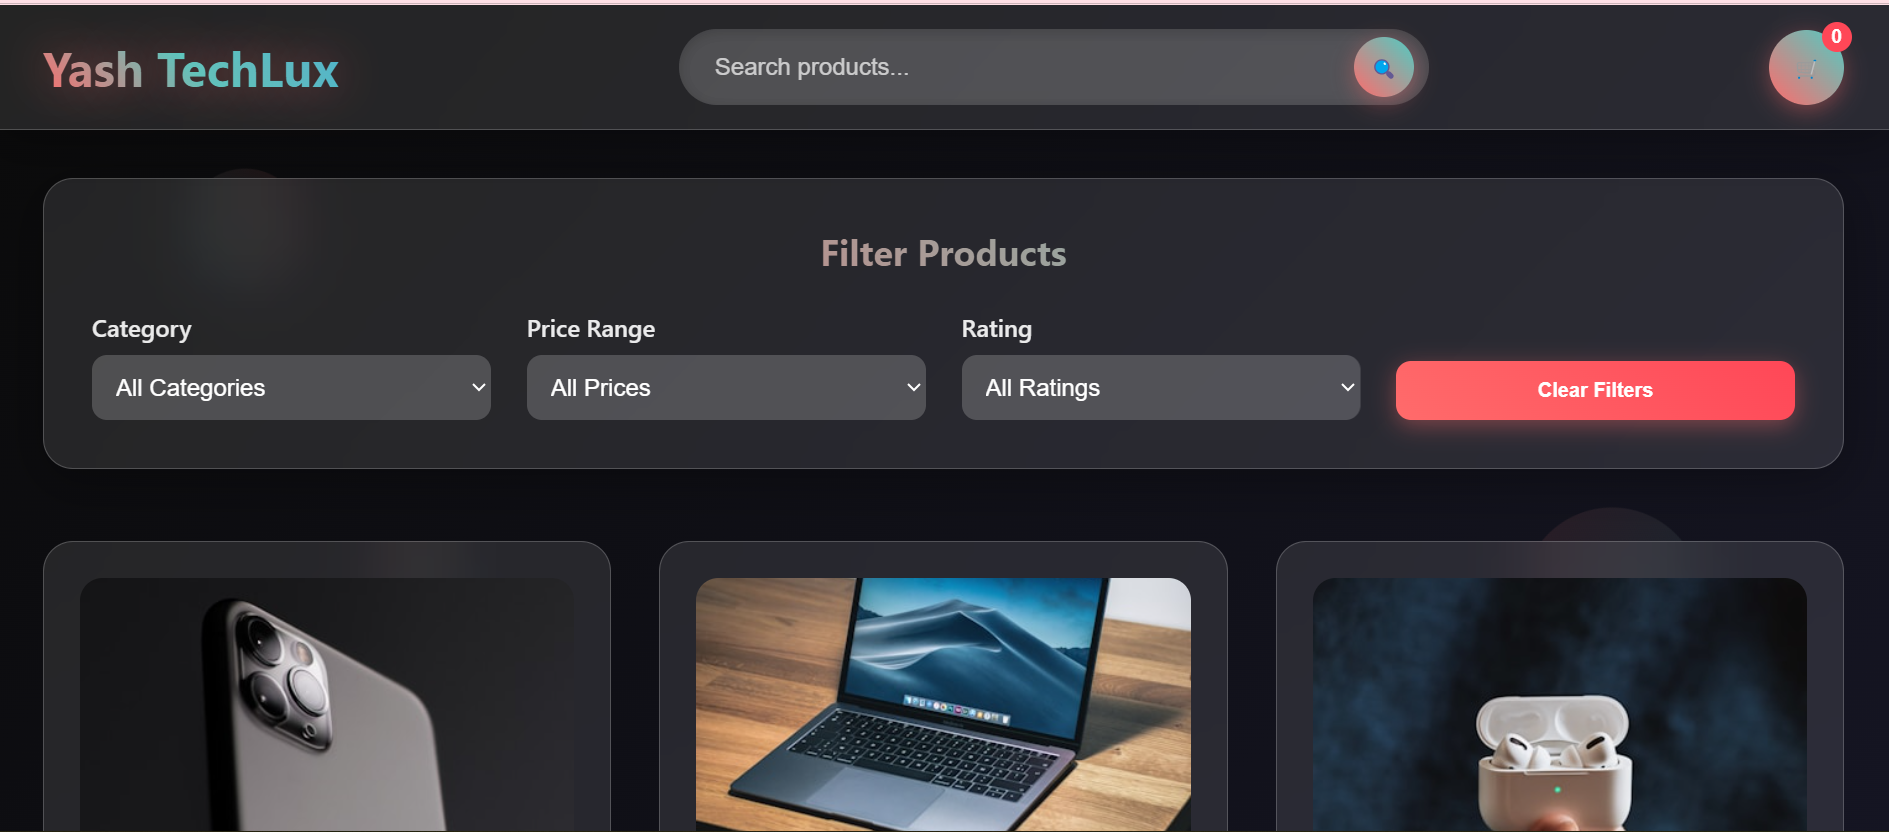 Yash TechLux
Search products...
0
Filter Products
Category
Price Range
Rating
All Categories
All Prices
All Ratings
Clear Filters